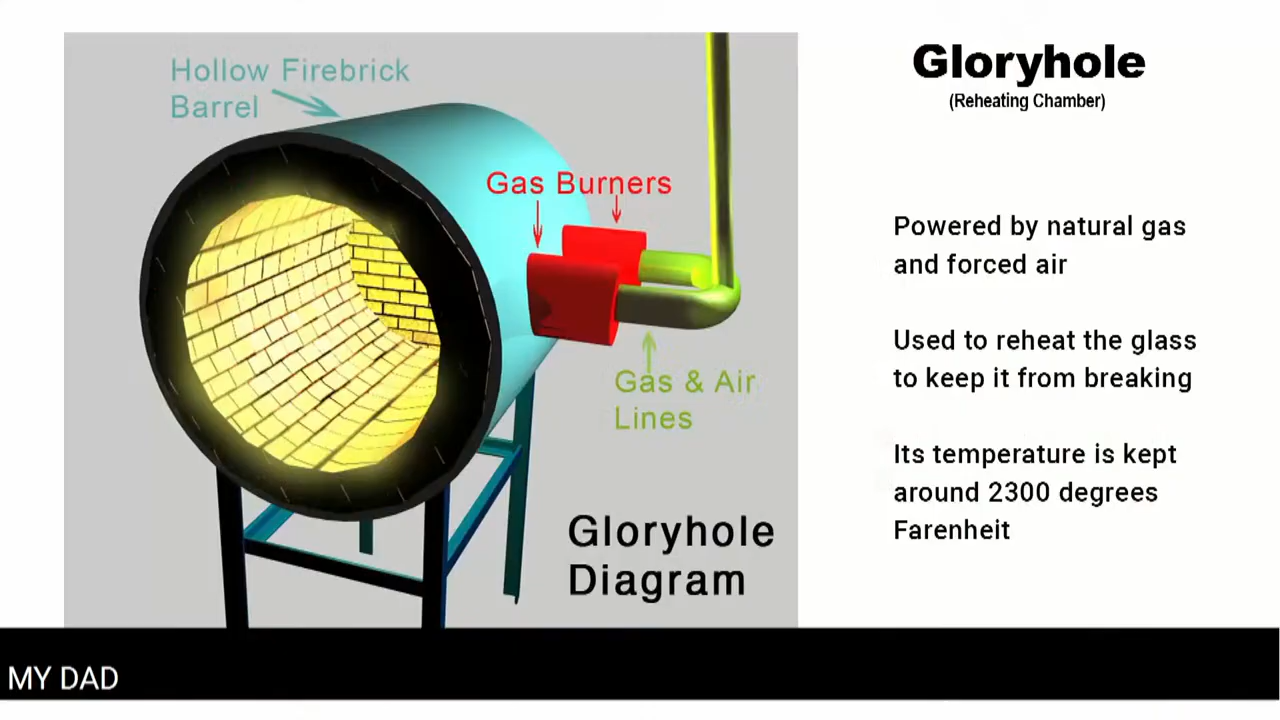 Hollow Firebrick
Barrel
Gas Burners
Gas & Air
Lines
Gloryhole
Diagram
Gloryhole
(Reheating Chamber)
Powered by natural gas
and forced air
Used to reheat the glass
to keep it from breaking
Its temperature is kept
around 2300 degrees
Farenheit
MY DAD